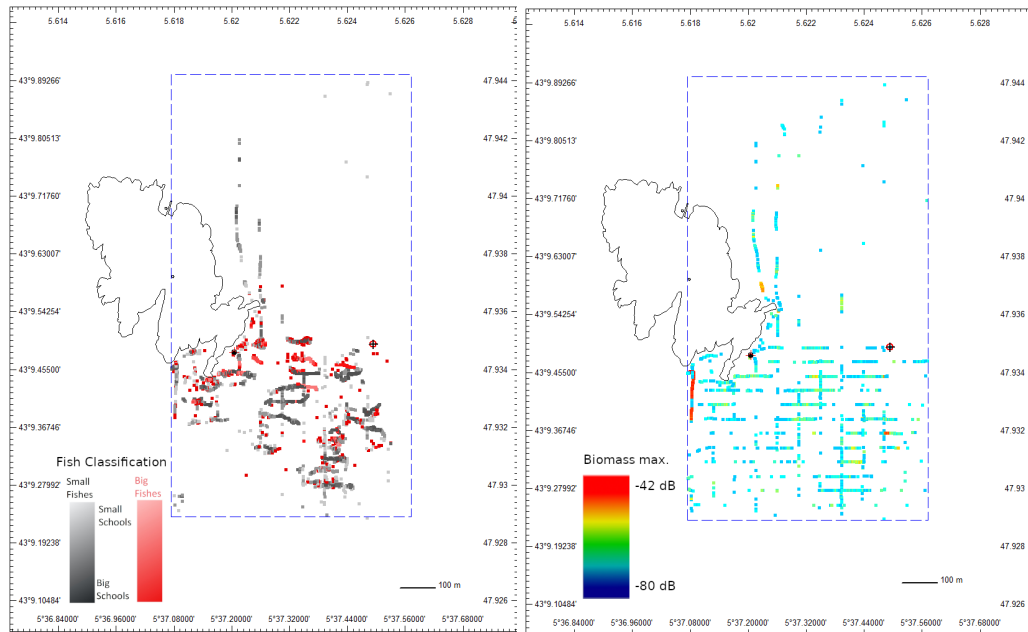 5.614 5.616 5.618 5.62 5.622 5.624 5.626 5.628
43°9.89266' 47.944
43°9.80513' 47.942
43°9.71760' 47.94
43°9.63007' 47.938
43°9.54254' 47.936
43°9.45500' 47.934
43°9.36746' 47.932
Fish Classification
Small Fishes Big Fishes
43°9.27992' 47.93
Small
Schools
43°9.19238' 47.928
Big
Schools
100 m
43°9.10484' 47.926
5°36.84000' 5°36.96000' 5°37.08000' 5°37.20000' 5°37.32000' 5°37.44000' 5°37.56000' 5°37.68000'
5.614 5.616 5.618 5.62 5.622 5.624 5.626 5.628
43°9.89266' 47.944
43°9.80513' 47.942
43°9.71760' 47.94
43°9.63007' 47.938
43°9.54254' 47.936
43°9.45500' 47.934
43°9.36746' 47.932
Biomass max.
-42 dB
43°9.27992' 47.93
43°9.19238' 47.928
-80 dB
100 m
43°9.10484' 47.926
5°36.84000' 5°36.96000' 5°37.08000' 5°37.20000' 5°37.32000' 5°37.44000' 5°37.56000' 5°37.68000'